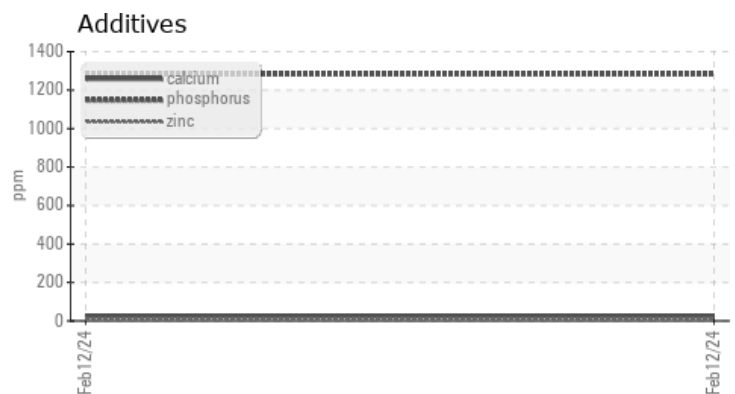 Additives
1400
1200
1000
800
600
400
200
0
ppm
calcium
phosphorus
zinc
Feb12/24
Feb12/24